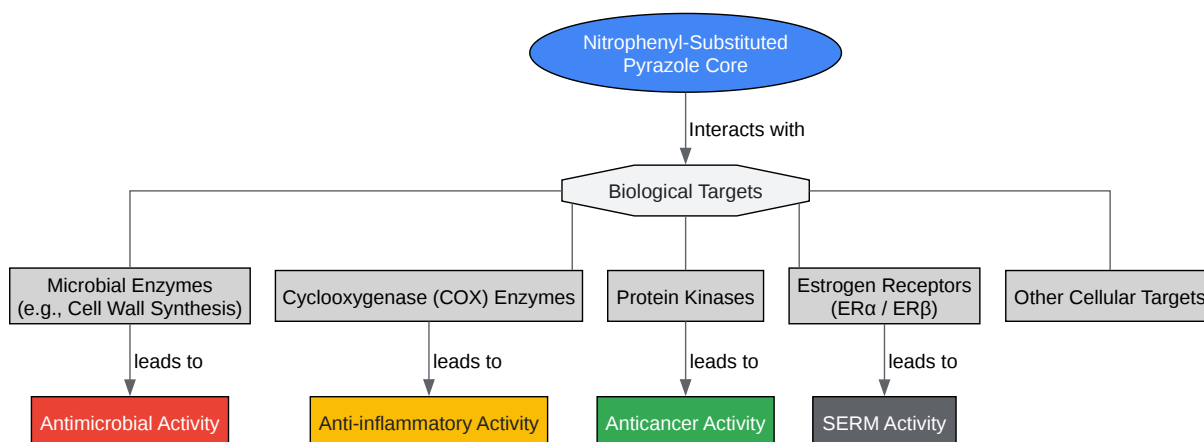 Nitrophenyl-Substituted
Pyrazole Core
Interacts with
Biological Targets
Microbial Enzymes
(e.g., Cell Wall Synthesis)
Cyclooxygenase (COX) Enzymes
Protein Kinases
Estrogen Receptors
(ERα / ERβ)
Other Cellular Targets
leads to
leads to
leads to
leads to
Antimicrobial Activity
Anti-inflammatory Activity
Anticancer Activity
SERM Activity